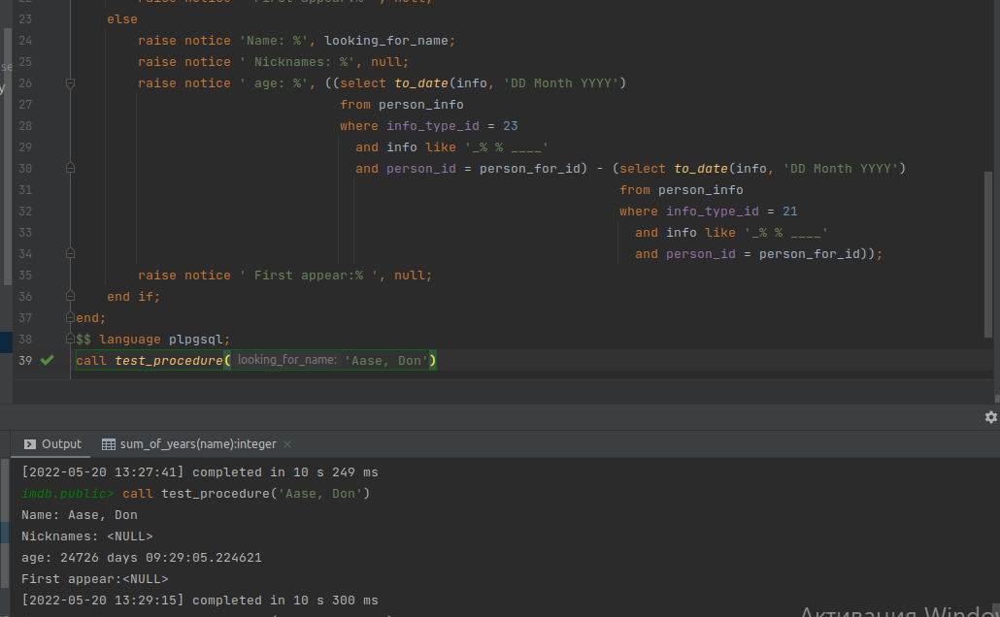 raise notice ' First appear:% ', null;
23 else
24 raise notice 'Name: %', looking_for_name;
25 raise notice ' Nicknames: %', null;
26 raise notice ' age: %', ((select to_date(info, 'DD Month YYYY')
27 from person_info
28 where info_type_id = 23
29 and info like '_% % ____'
30 and person_id = person_for_id) - (select to_date(info, 'DD Month YYYY')
31 from person_info
32 where info_type_id = 21
33 and info like '_% % ____'
34 and person_id = person_for_id));
35 raise notice ' First appear:% ', null;
36 end if;
37 end;
38 $$ language plpgsql;
39 call test_procedure( looking_for_name: 'Aase, Don')
Output sum_of_years(name):integer
[2022-05-20 13:27:41] completed in 10 s 249 ms
imdb.public> call test_procedure('Aase, Don')
Name: Aase, Don
Nicknames: <NULL>
age: 24726 days 09:29:05.224621
First appear:<NULL>
[2022-05-20 13:29:15] completed in 10 s 300 ms
Активация Windo